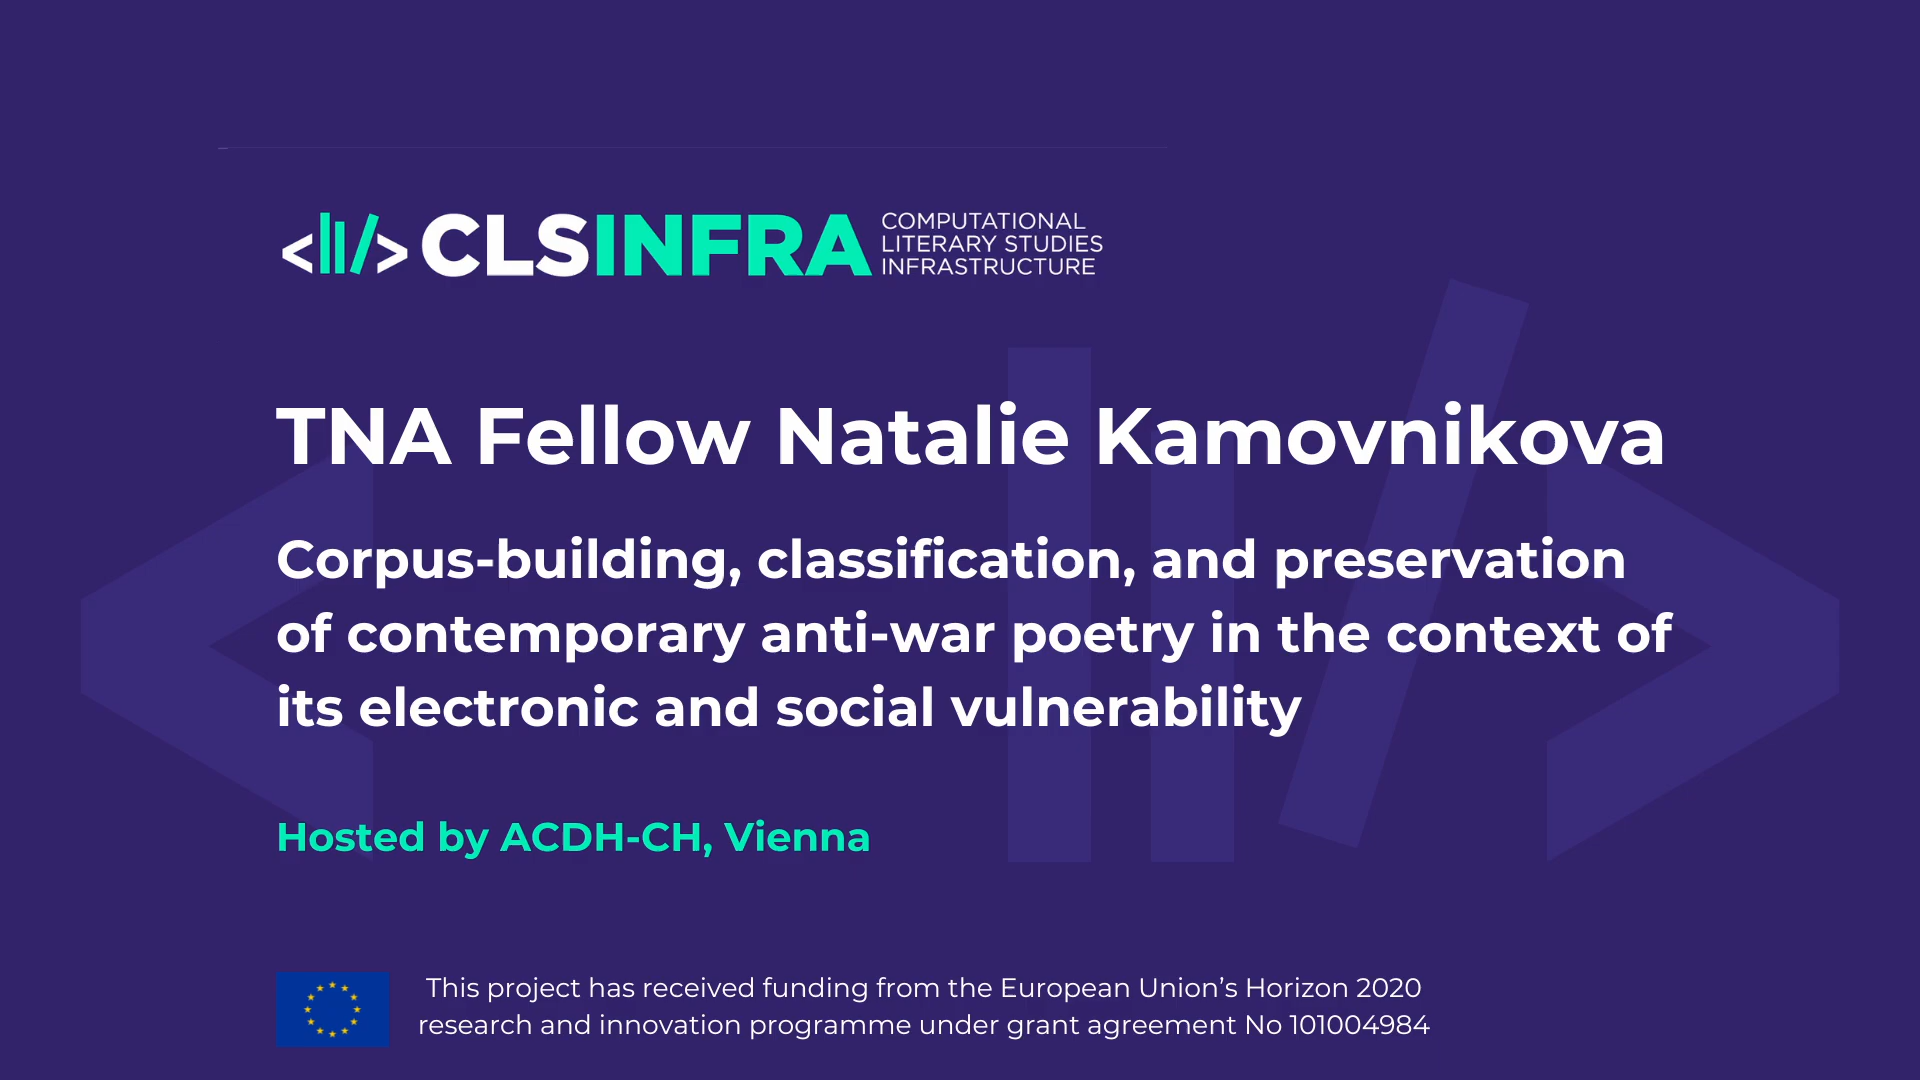 CLSINFRA
COMPUTATIONAL
LITERARY STUDIES
INFRASTRUCTURE
TNA Fellow Natalie Kamovnikova
Corpus-building, classification, and preservation
of contemporary anti-war poetry in the context of
its electronic and social vulnerability
Hosted by ACDH-CH, Vienna
This project has received funding from the European Union’s Horizon 2020
research and innovation programme under grant agreement No 101004984